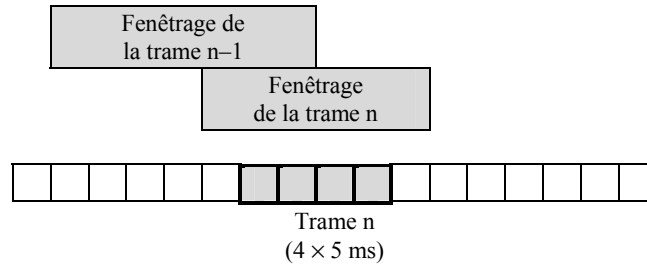 Fenêtrage de
la trame n–1
Fenêtrage
de la trame n
Trame n
(4 × 5 ms)